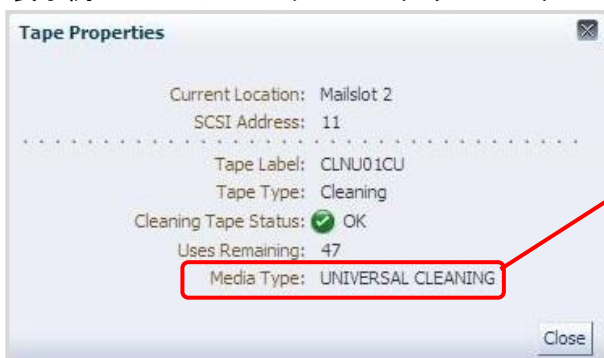 Tape Properties
Current Location: Mailslot 2
SCSI Address: 11
Tape Label: CLNU01CU
Tape Type: Cleaning
Cleaning Tape Status: OK
Uses Remaining: 47
Media Type: UNIVERSAL CLEANING
Close